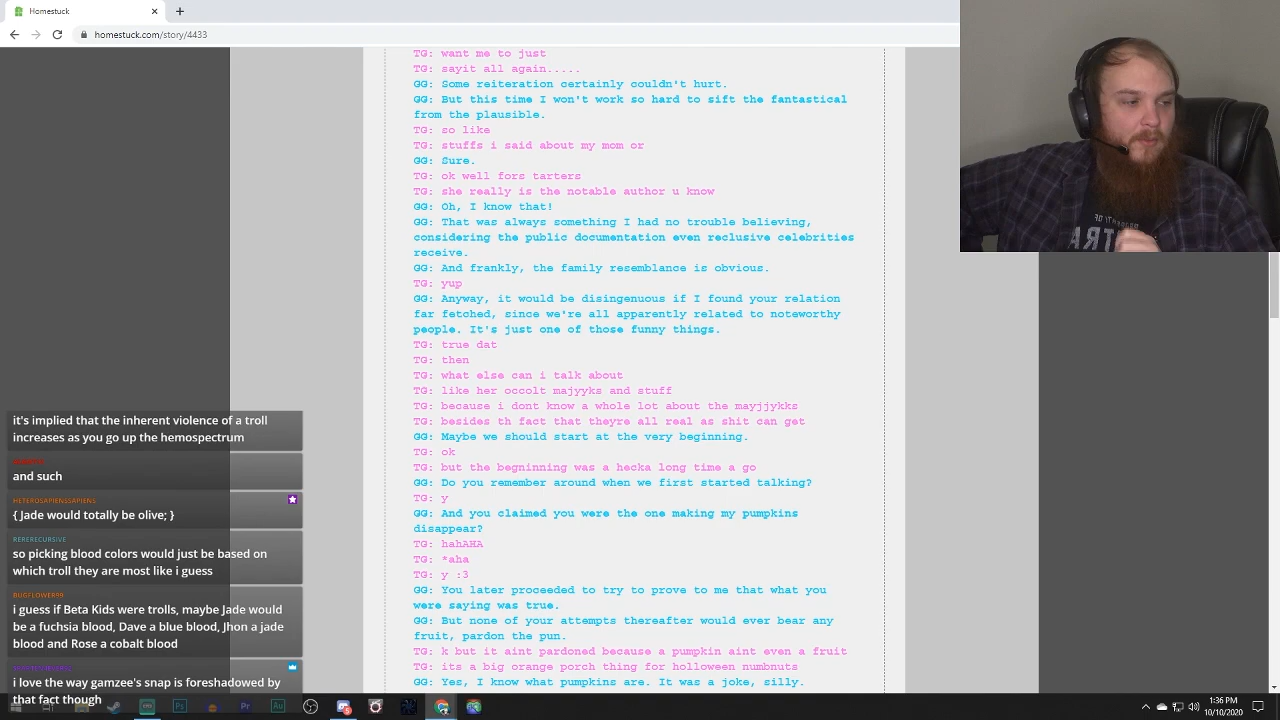 Homestuck
homestuck.com/story/4433
TG: want me to just
TG: sayit all again.....
GG: Some reiteration certainly couldn't hurt.
GG: But this time I won't work so hard to sift the fantastical
from the plausible.
TG: so like
TG: stuffs i said about my mom or
GG: Sure.
TG: ok well fors tarters
TG: she really is the notable author u know
GG: Oh, I know that!
GG: That was always something I had no trouble believing,
considering the public documentation even reclusive celebrities
receive.
GG: And frankly, the family resemblance is obvious.
TG: yup
GG: Anyway, it would be disingenuous if I found your relation
far fetched, since we're all apparently related to noteworthy
people. It's just one of those funny things.
TG: true dat
TG: then
TG: what else can i talk about
TG: like her occolt majyyks and stuff
TG: because i dont know a whole lot about the mayjjykks
TG: besides th fact that theyre all real as shit can get
GG: Maybe we should start at the very beginning.
TG: ok
TG: but the begninning was a hecka long time a go
GG: Do you remember around when we first started talking?
TG: y
GG: And you claimed you were the one making my pumpkins
disappear?
TG: hahAHA
TG: *aha
TG: y :3
GG: You later proceeded to try to prove to me that what you
were saying was true.
GG: But none of your attempts thereafter would ever bear any
fruit, pardon the pun.
TG: k but it aint pardoned because a pumpkin aint even a fruit
TG: its a big orange porch thing for holloween numbnuts
GG: Yes, I know what pumpkins are. It was a joke, silly.
it's implied that the inherent violence of a troll
increases as you go up the hemospectrum
and such
HETEROSAPIENSSAPIENS
{ Jade would totally be olive; }
RERERECURSIVE
so picking blood colors would just be based on
which troll they are most like i guess
BUGFLOWER99
i guess if Beta Kids were trolls, maybe Jade would
be a fuchsia blood, Dave a blue blood, Jhon a jade
blood and Rose a cobalt blood
i love the way gamzee's snap is foreshadowed by
that fact though
Ps
Pr
Au
1:36 PM
10/10/2020